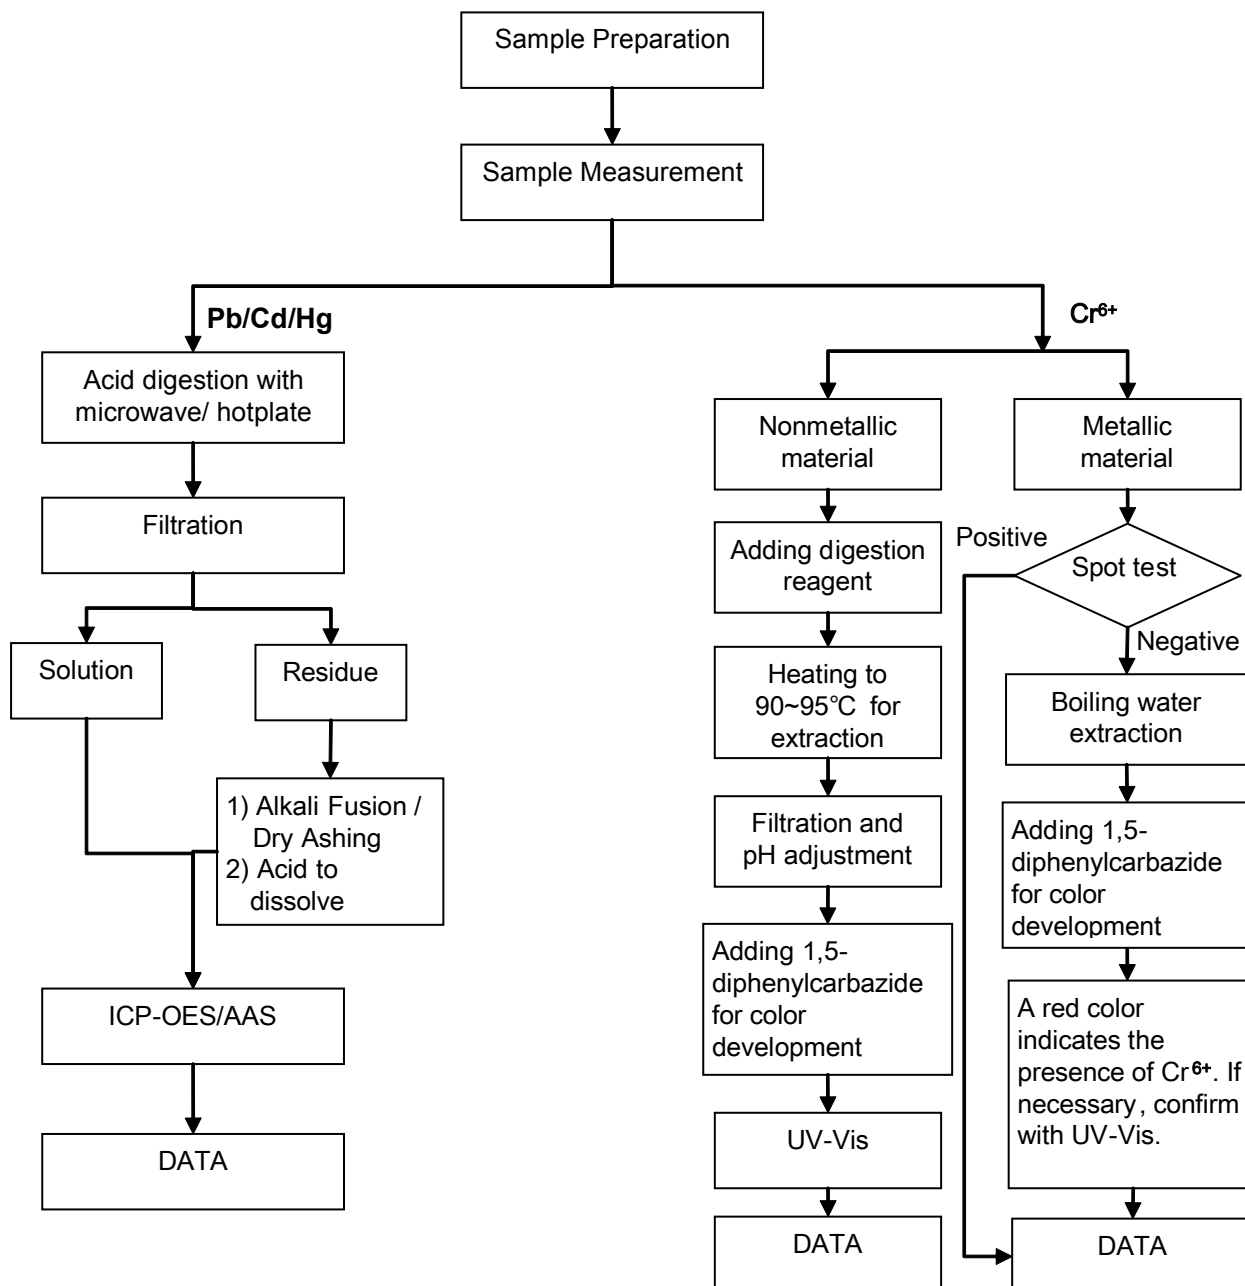 Sample Preparation
Sample Measurement
Pb/Cd/Hg
Acid digestion with
microwave/ hotplate
Filtration
Solution
Residue
1) Alkali Fusion /
Dry Ashing
2) Acid to
dissolve
ICP-OES/AAS
DATA
Cr⁶⁺
Nonmetallic
material
Adding digestion
reagent
Heating to
90~95℃ for
extraction
Filtration and
pH adjustment
Adding 1,5-
diphenylcarbazide
for color
development
UV-Vis
DATA
Metallic
material
Spot test
Positive
Negative
Boiling water
extraction
Adding 1,5-
diphenylcarbazide
for color
development
A red color
indicates the
presence of Cr⁶⁺. If
necessary, confirm
with UV-Vis.
DATA